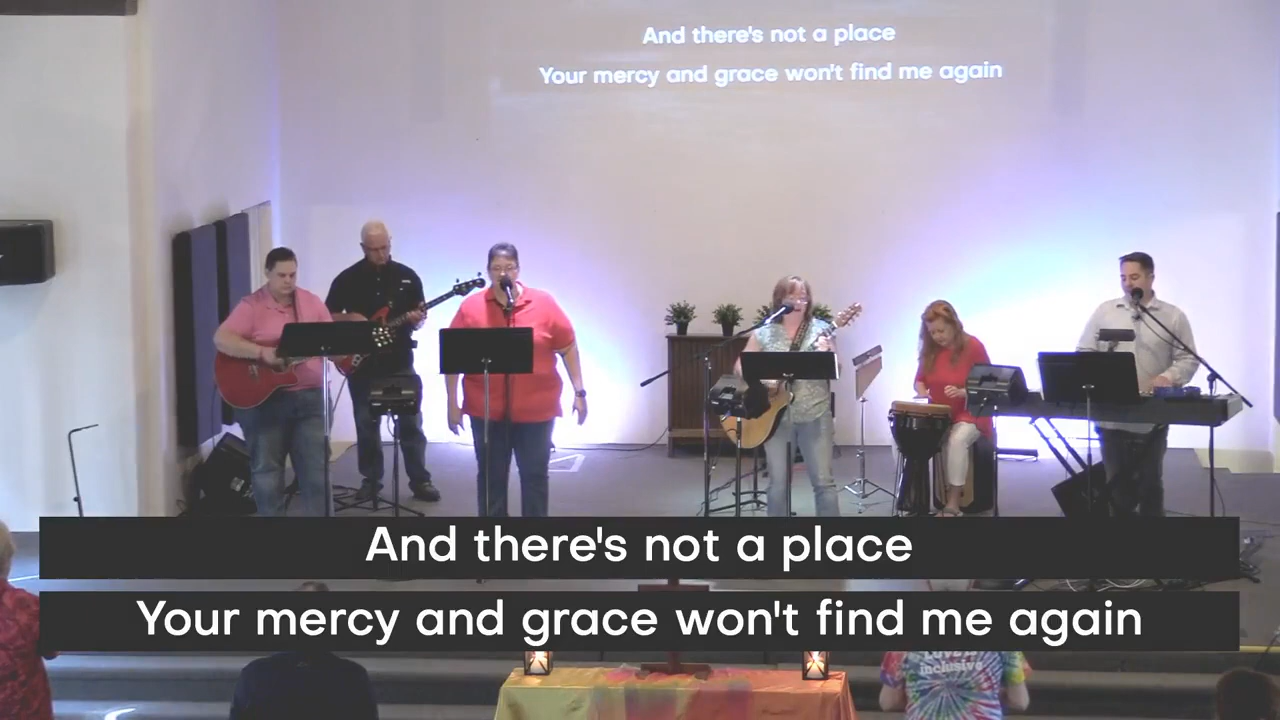 And there's not a place
Your mercy and grace won't find me again
And there's not a place
Your mercy and grace won't find me again
inclusive